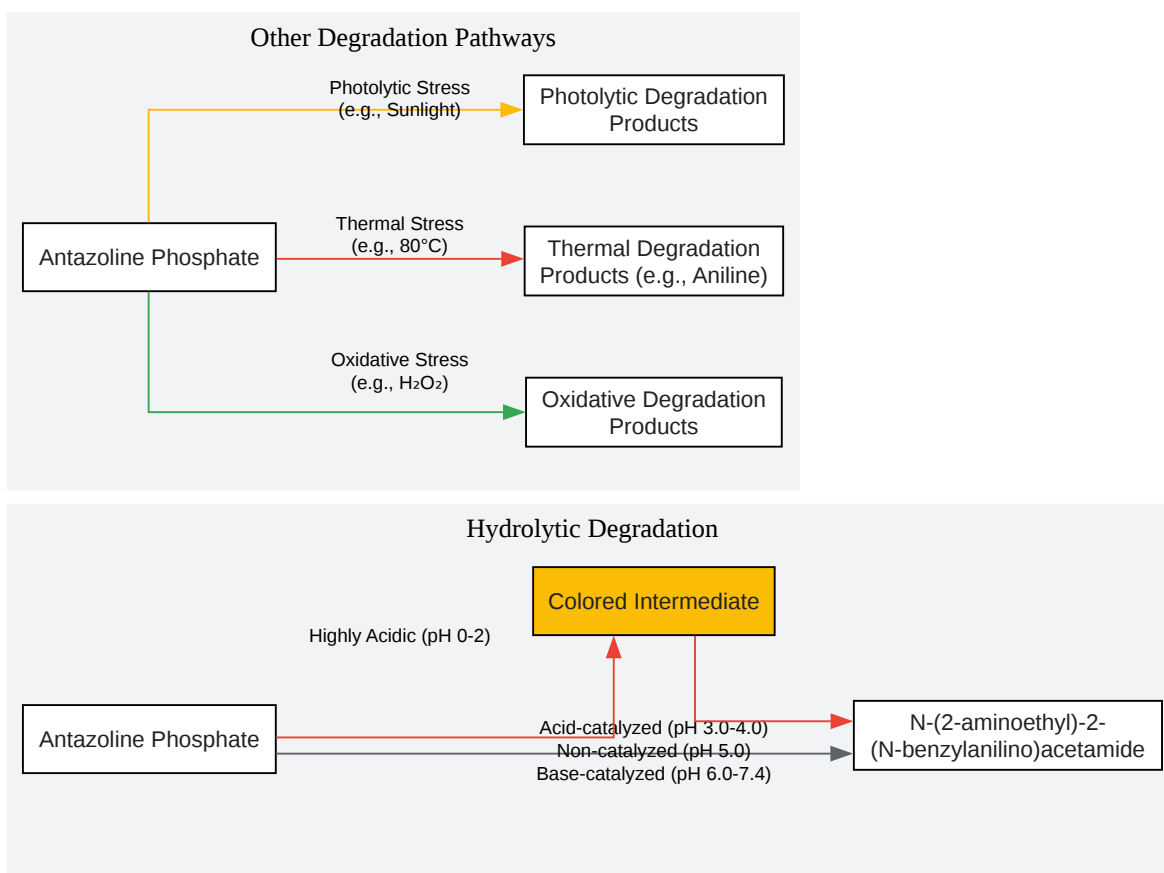 Other Degradation Pathways
Photolytic Stress
(e.g., Sunlight)
Photolytic Degradation
Products
Thermal Stress
(e.g., 80°C)
Antazoline Phosphate
Thermal Degradation
Products (e.g., Aniline)
Oxidative Stress
(e.g., H₂O₂)
Oxidative Degradation
Products
Hydrolytic Degradation
Colored Intermediate
Highly Acidic (pH 0-2)
Antazoline Phosphate
Acid-catalyzed (pH 3.0-4.0)
Non-catalyzed (pH 5.0)
Base-catalyzed (pH 6.0-7.4)
N-(2-aminoethyl)-2-
(N-benzylanilino)acetamide